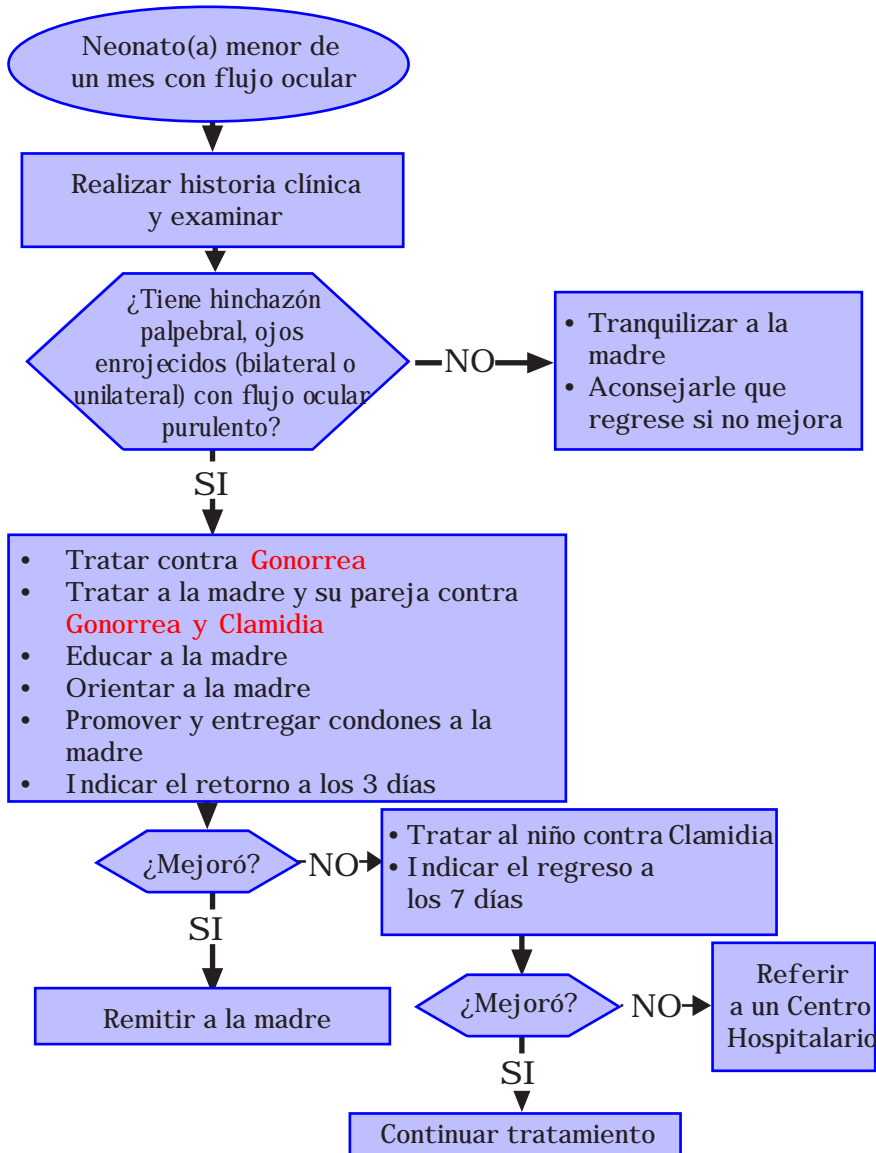 Neonato(a) menor de
un mes con flujo ocular
Realizar historia clínica
y examinar
¿Tiene hinchazón
palpebral, ojos
enrojecidos (bilateral o
unilateral) con flujo ocular
purulento?
NO
• Tranquilizar a la
madre
• Aconsejarle que
regrese si no mejora
SI
• Tratar contra Gonorrea
• Tratar a la madre y su pareja contra
Gonorrea y Clamidia
• Educar a la madre
• Orientar a la madre
• Promover y entregar condones a la
madre
• Indicar el retorno a los 3 días
¿Mejoró?
NO
• Tratar al niño contra Clamidia
• Indicar el regreso a
los 7 días
SI
Remitir a la madre
¿Mejoró?
NO
Referir
a un Centro
Hospitalario
SI
Continuar tratamiento